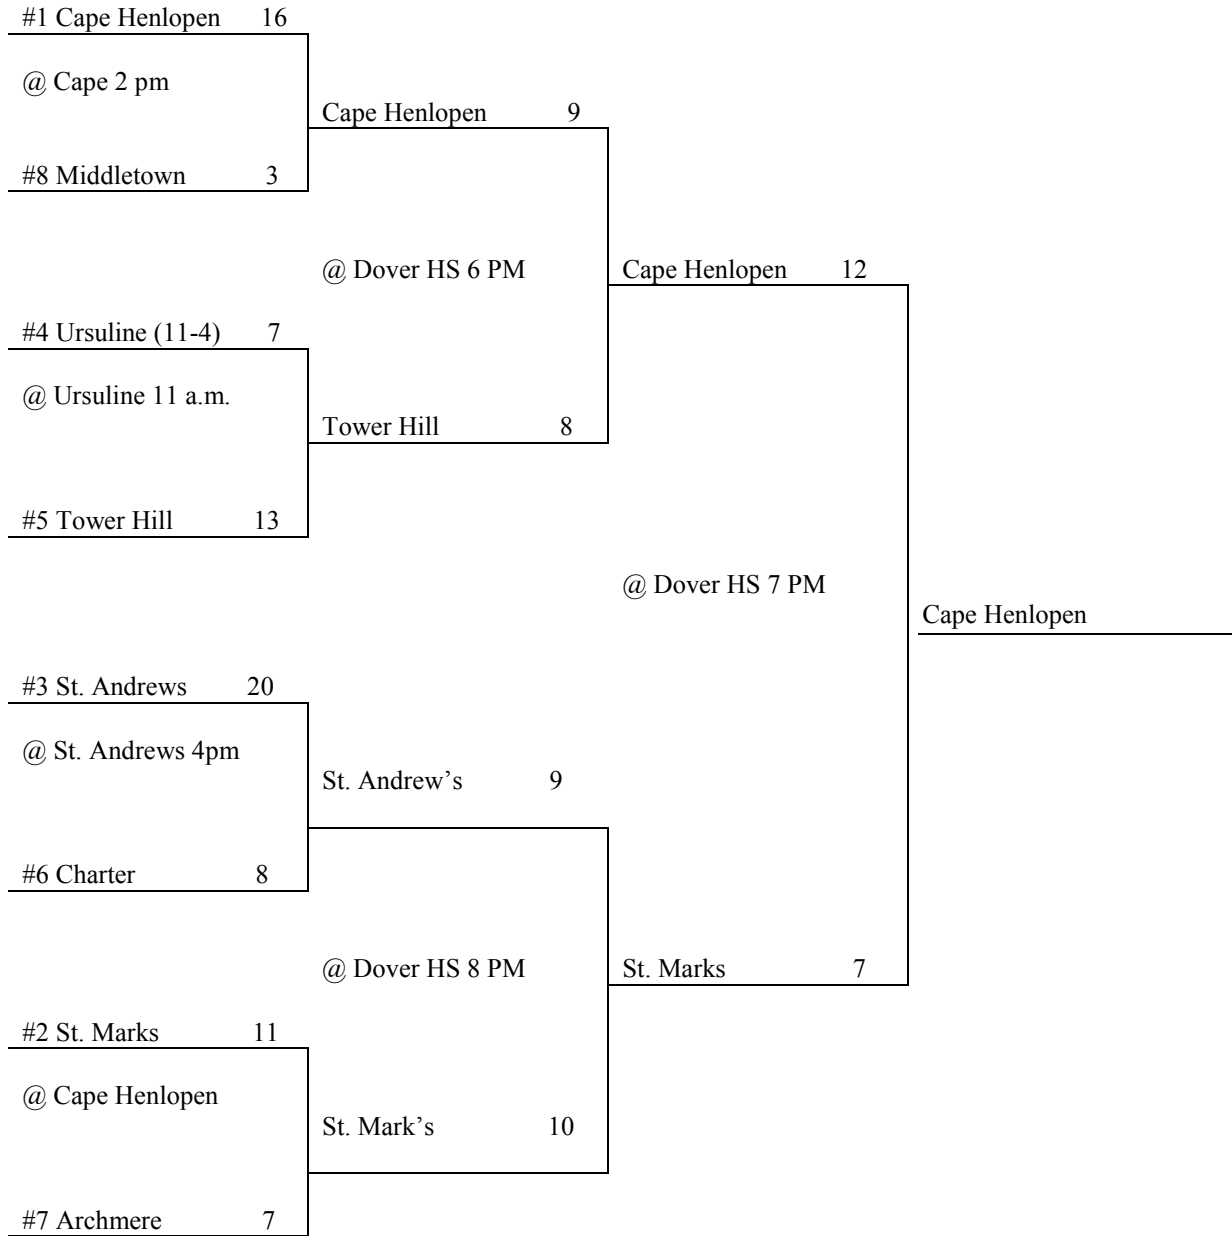 #1 Cape Henlopen 16
@ Cape 2 pm
Cape Henlopen 9
#8 Middletown 3
@ Dover HS 6 PM
Cape Henlopen 12
#4 Ursuline (11-4) 7
@ Ursuline 11 a.m.
Tower Hill 8
#5 Tower Hill 13
@ Dover HS 7 PM
Cape Henlopen
#3 St. Andrews 20
@ St. Andrews 4pm
St. Andrew’s 9
#6 Charter 8
@ Dover HS 8 PM
St. Marks 7
#2 St. Marks 11
@ Cape Henlopen
St. Mark’s 10
#7 Archmere 7